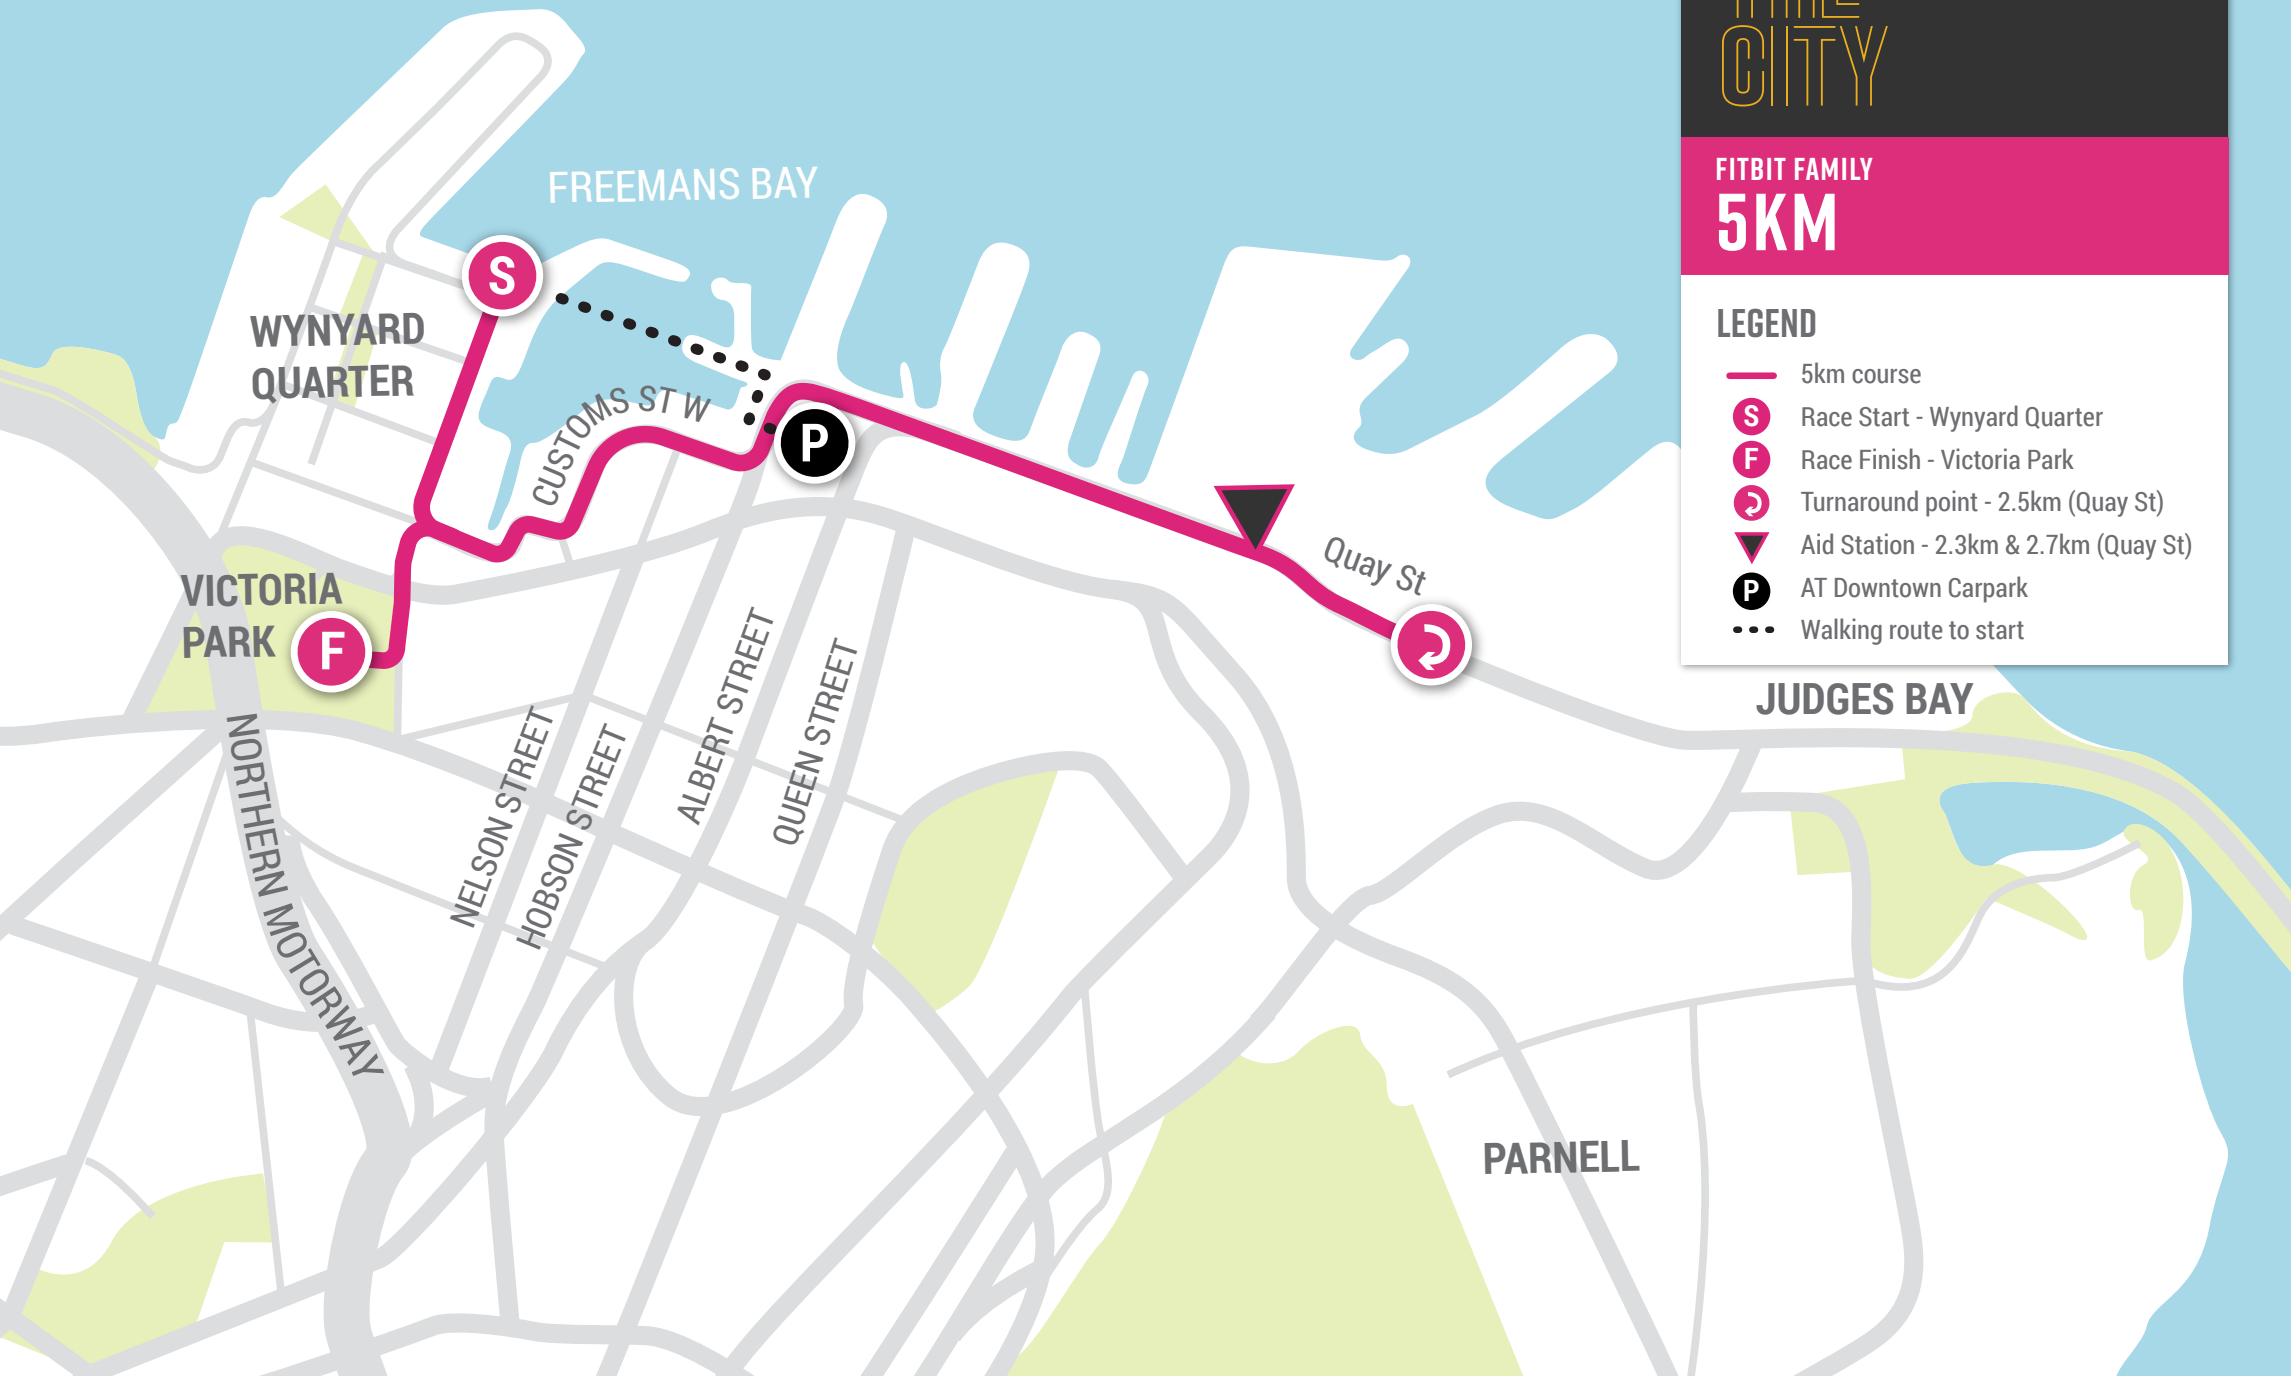 CITY
FITBIT FAMILY
5KM
LEGEND
5km course
S Race Start - Wynyard Quarter
F Race Finish - Victoria Park
Turnaround point - 2.5km (Quay St)
Aid Station - 2.3km & 2.7km (Quay St)
P AT Downtown Carpark
Walking route to start
FREEMANS BAY
S
WYNYARD
QUARTER
CUSTOMS ST W
P
Quay St
VICTORIA
PARK
F
JUDGES BAY
NORTHERN MOTORWAY
NELSON STREET
HOBSON STREET
ALBERT STREET
QUEEN STREET
PARNELL